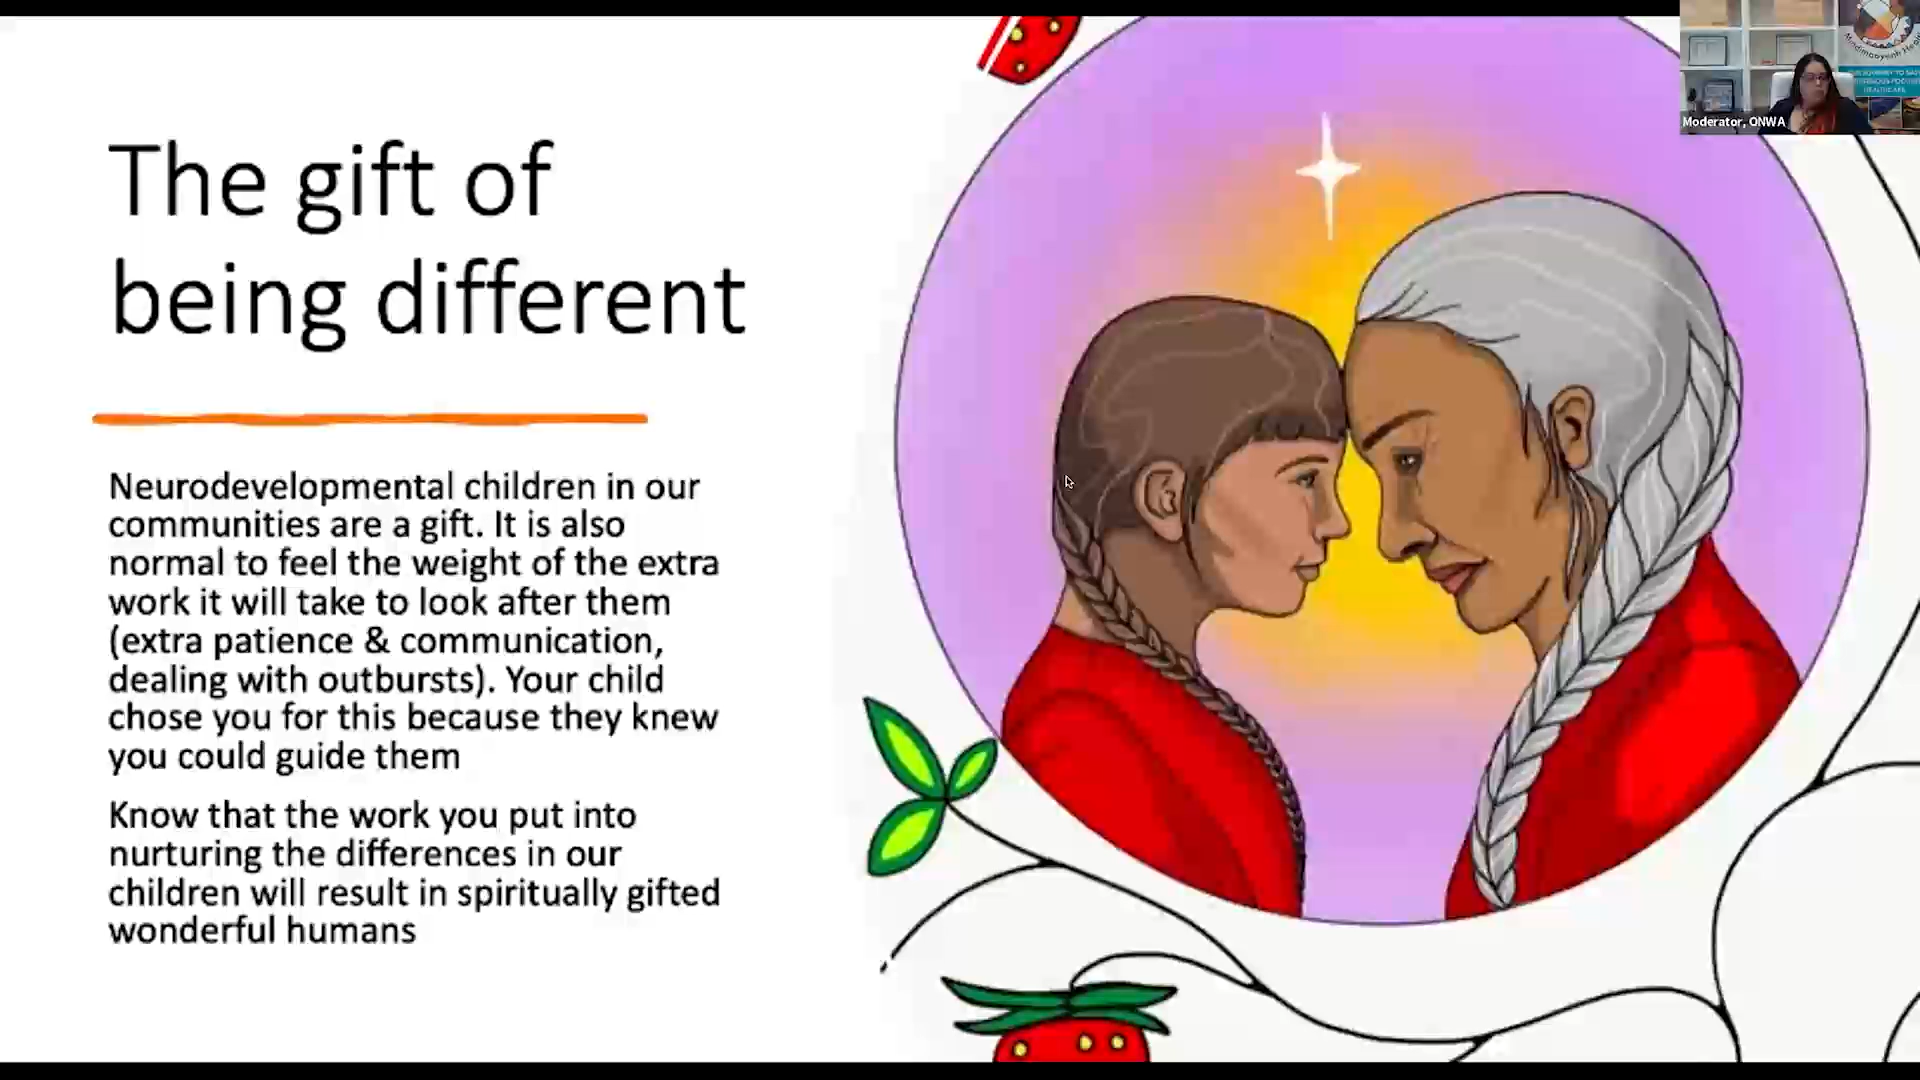 The gift of
being different
Neurodevelopmental children in our
communities are a gift. It is also
normal to feel the weight of the extra
work it will take to look after them
(extra patience & communication,
dealing with outbursts). Your child
chose you for this because they knew
you could guide them
Know that the work you put into
nurturing the differences in our
children will result in spiritually gifted
wonderful humans
Moderator, ONWA
HEALTHCARE